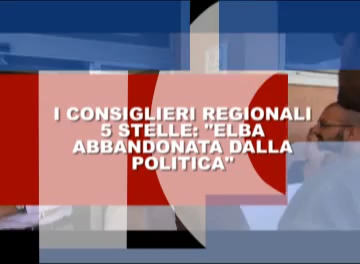 I CONSIGLIERI REGIONALI
5 STELLE: "ELBA
ABBANDONATA DALLA
POLITICA"